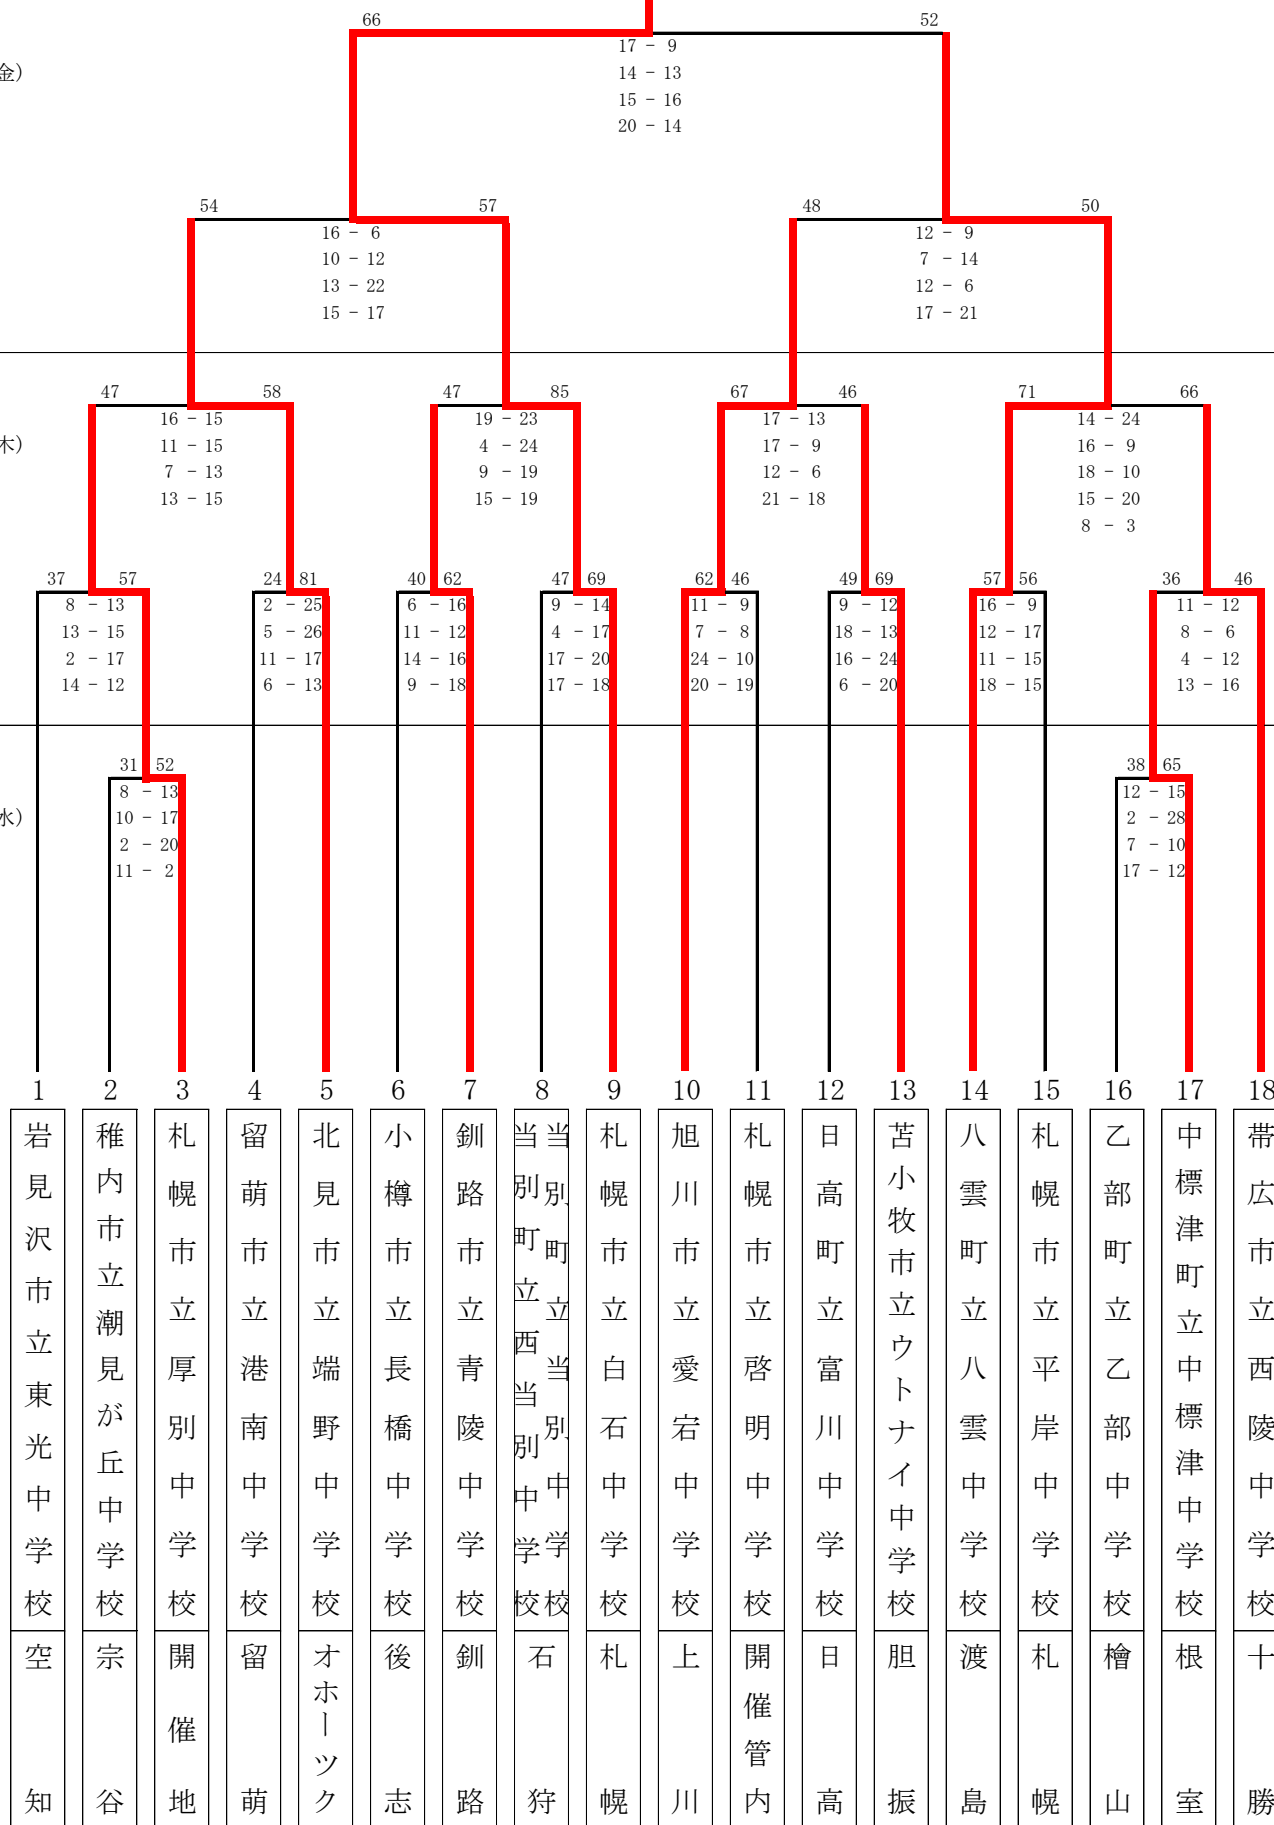 66 52
17 - 9
金)
14 - 13
15 - 16
20 - 14
54 57 48 50
16 - 6 12 - 9
10 - 12 7 - 14
13 - 22 12 - 6
15 - 17 17 - 21
47 58 47 85 67 46 71 66
16 - 15 19 - 23 17 - 13 14 - 24
木)
11 - 15 4 - 24 17 - 9 16 - 9
7 - 13 9 - 19 12 - 6 18 - 10
13 - 15 15 - 19 21 - 18 15 - 20
8 - 3
37 57 24 81 40 62 47 69 62 46 49 69 57 56 36 46
8 - 13 2 - 25 6 - 16 9 - 14 11 - 9 9 - 12 16 - 9 11 - 12
13 - 15 5 - 26 11 - 12 4 - 17 7 - 8 18 - 13 12 - 17 8 - 6
2 - 17 11 - 17 14 - 16 17 - 20 24 - 10 16 - 24 11 - 15 4 - 12
14 - 12 6 - 13 9 - 18 17 - 18 20 - 19 6 - 20 18 - 15 13 - 16
31 52 38 65
8 - 13 12 - 15
水)
10 - 17 2 - 28
2 - 20 7 - 10
11 - 2 17 - 12
1 2 3 4 5 6 7 8 9 10 11 12 13 14 15 16 17 18
岩見沢市立東光中学校
稚内市立潮見が丘中学校
札幌市立厚別中学校
留萌市立港南中学校
北見市立端野中学校
小樽市立長橋中学校
釧路市立青陵中学校
当別町立当別中学校
当別町立西当別中学校
札幌市立白石中学校
旭川市立愛宕中学校
札幌市立啓明中学校
日高町立富川中学校
苫小牧市立ウトナイ中学校
八雲町立八雲中学校
札幌市立平岸中学校
乙部町立乙部中学校
中標津町立中標津中学校
帯広市立西陵中学校
空知
宗谷
開催地
留萌
オホーツク
後志
釧路
石狩
札幌
上川
開催管内
日高
胆振
渡島
札幌
檜山
根室
十勝